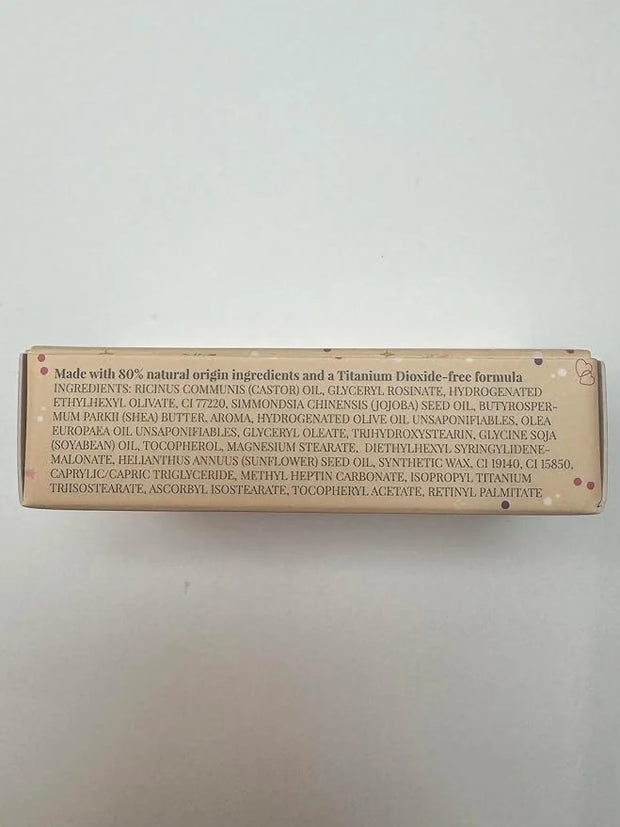 Made with 80% natural origin ingredients and a Titanium Dioxide-free formula
INGREDIENTS: RICINUS COMMUNIS (CASTOR) OIL, GLYCERYL ROSINATE, HYDROGENATED
ETHYLHEXYL OLIVATE, CI 77220, SIMMONDSIA CHINENSIS (JOJOBA) SEED OIL, BUTYROSPER-
MUM PARKII (SHEA) BUTTER, AROMA, HYDROGENATED OLIVE OIL UNSAPONIFIABLES, OLEA
EUROPAEA OIL UNSAPONIFIABLES, GLYCERYL OLEATE, TRIHYDROXYSTEARIN, GLYCINE SOJA
(SOYABEAN) OIL, TOCOPHEROL, MAGNESIUM STEARATE, DIETHYLHEXYL SYRINGYLIDENE-
MALONATE, HELIANTHUS ANNUUS (SUNFLOWER) SEED OIL, SYNTHETIC WAX, CI 19140, CI 15850,
CAPRYLIC/CAPRIC TRIGLYCERIDE, METHYL HEPTIN CARBONATE, ISOPROPYL TITANIUM
TRIISOSTEARATE, ASCORBYL ISOSTEARATE, TOCOPHERYL ACETATE, RETINYL PALMITATE